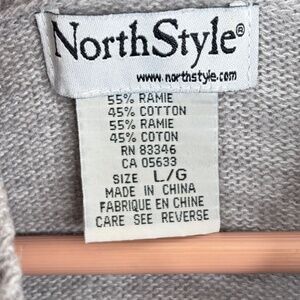 NorthStyle®
www.northstyle.com
55% RAMIE
45% COTTON
55% RAMIE
45% COTON
RN 83346
CA 05633
SIZE L/G
MADE IN CHINA
FABRIQUE EN CHINE
CARE SEE REVERSE